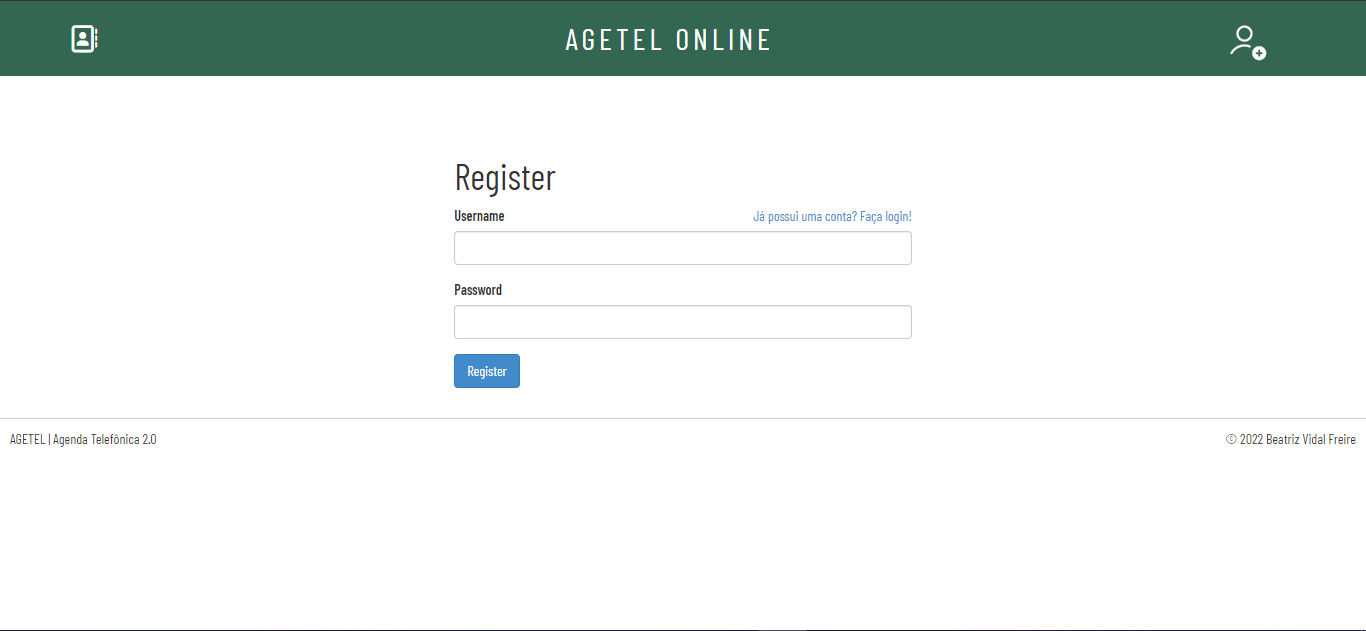 AGETEL ONLINE
Register
Username
Já possui uma conta? Faça login!
Password
Register
AGETEL | Agenda Telefônica 2.0
© 2022 Beatriz Vidal Freire